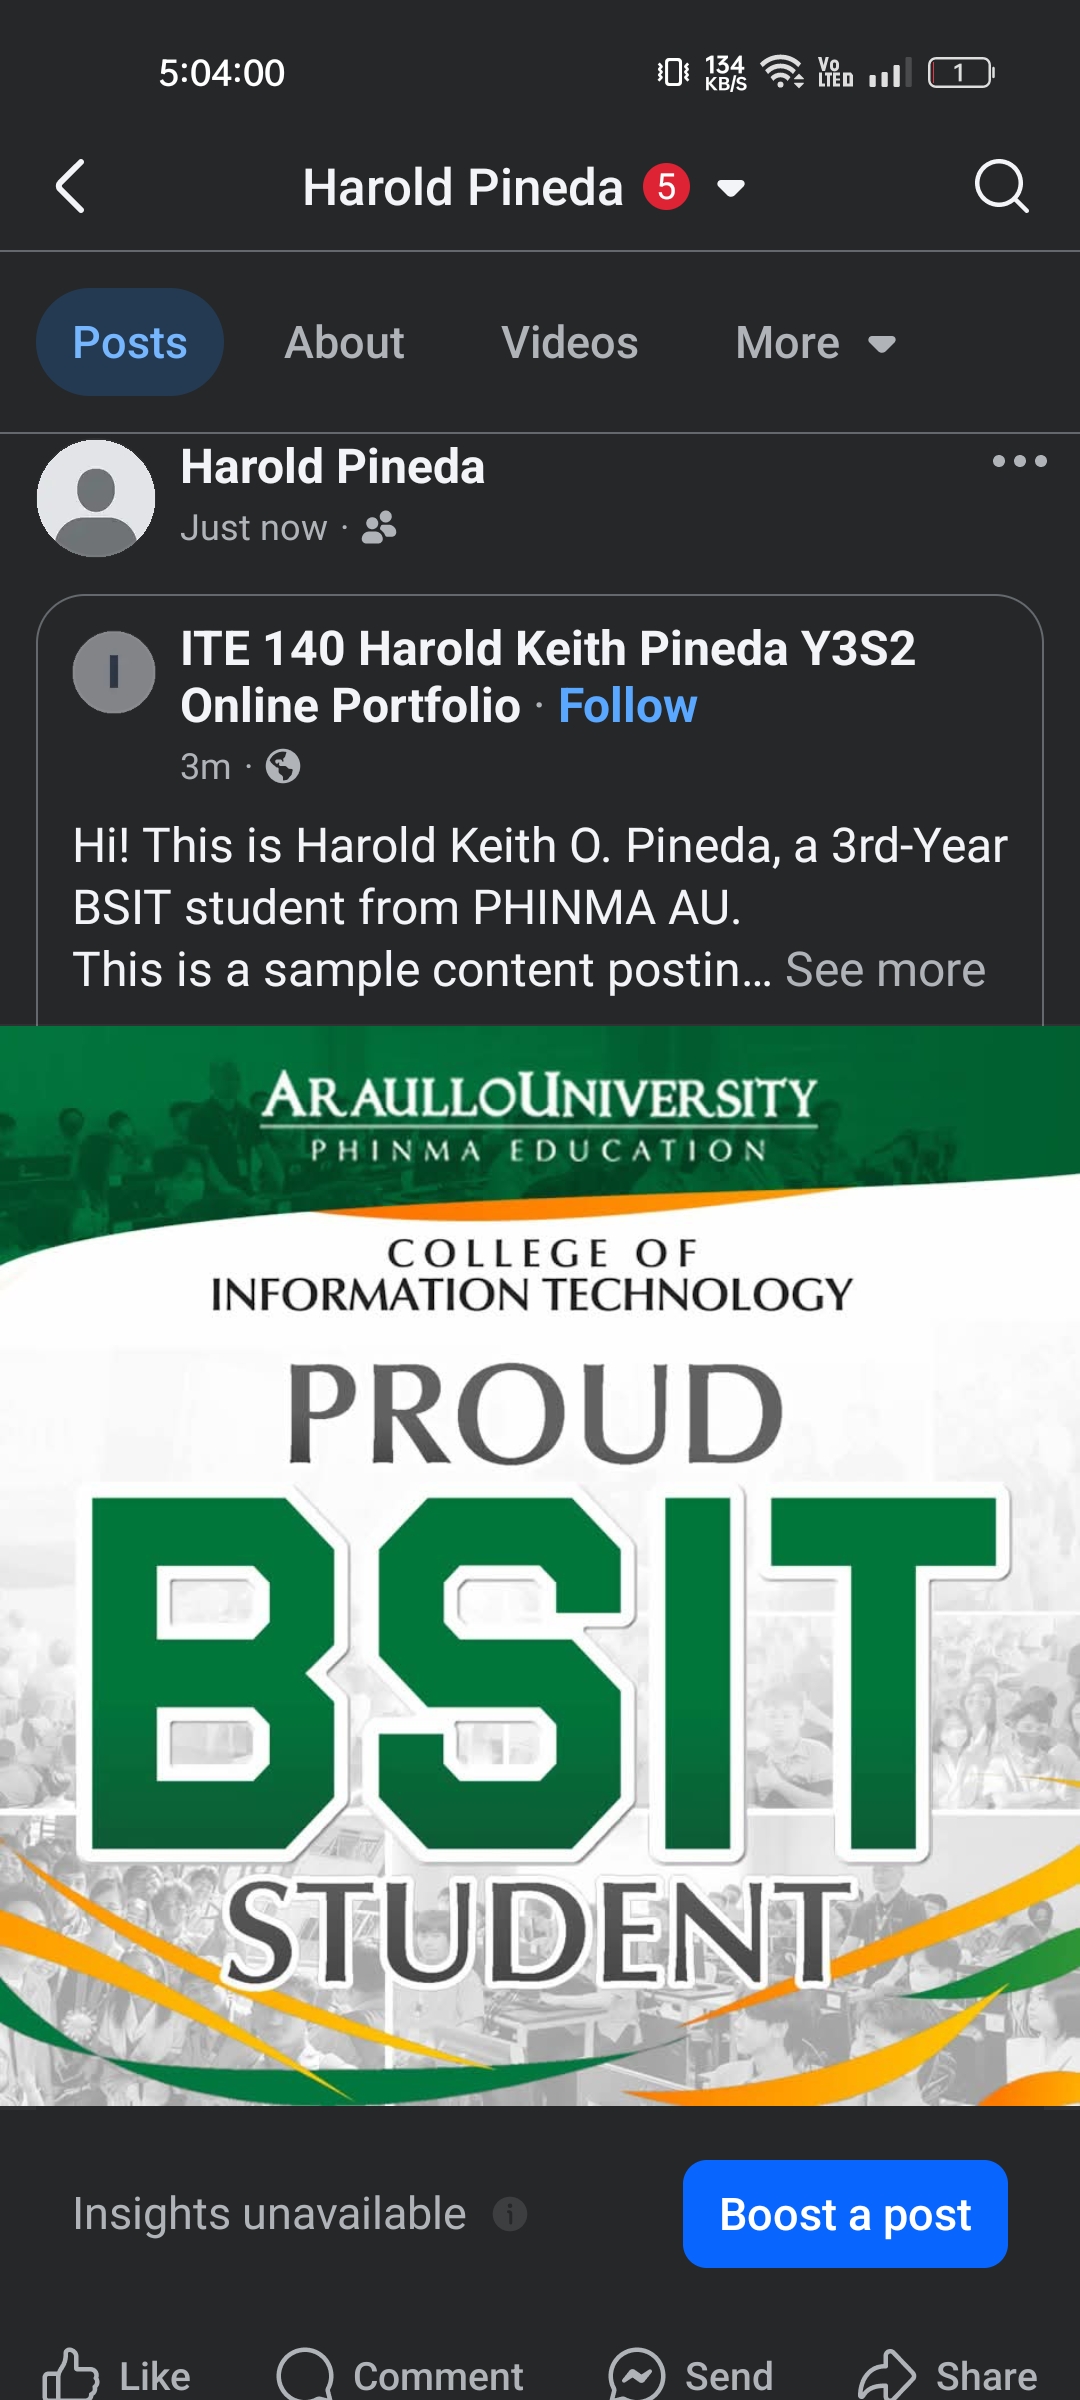 5:04:00
134 KB/S
Vo LTE
1
Harold Pineda 5
Posts About Videos More
Harold Pineda
Just now ·
I
ITE 140 Harold Keith Pineda Y3S2
Online Portfolio · Follow
3m ·
Hi! This is Harold Keith O. Pineda, a 3rd-Year
BSIT student from PHINMA AU.
This is a sample content postin... See more
ARAULLO UNIVERSITY
PHINMA EDUCATION
COLLEGE OF
INFORMATION TECHNOLOGY
PROUD
BSIT
STUDENT
Insights unavailable
Boost a post
Like Comment Send Share